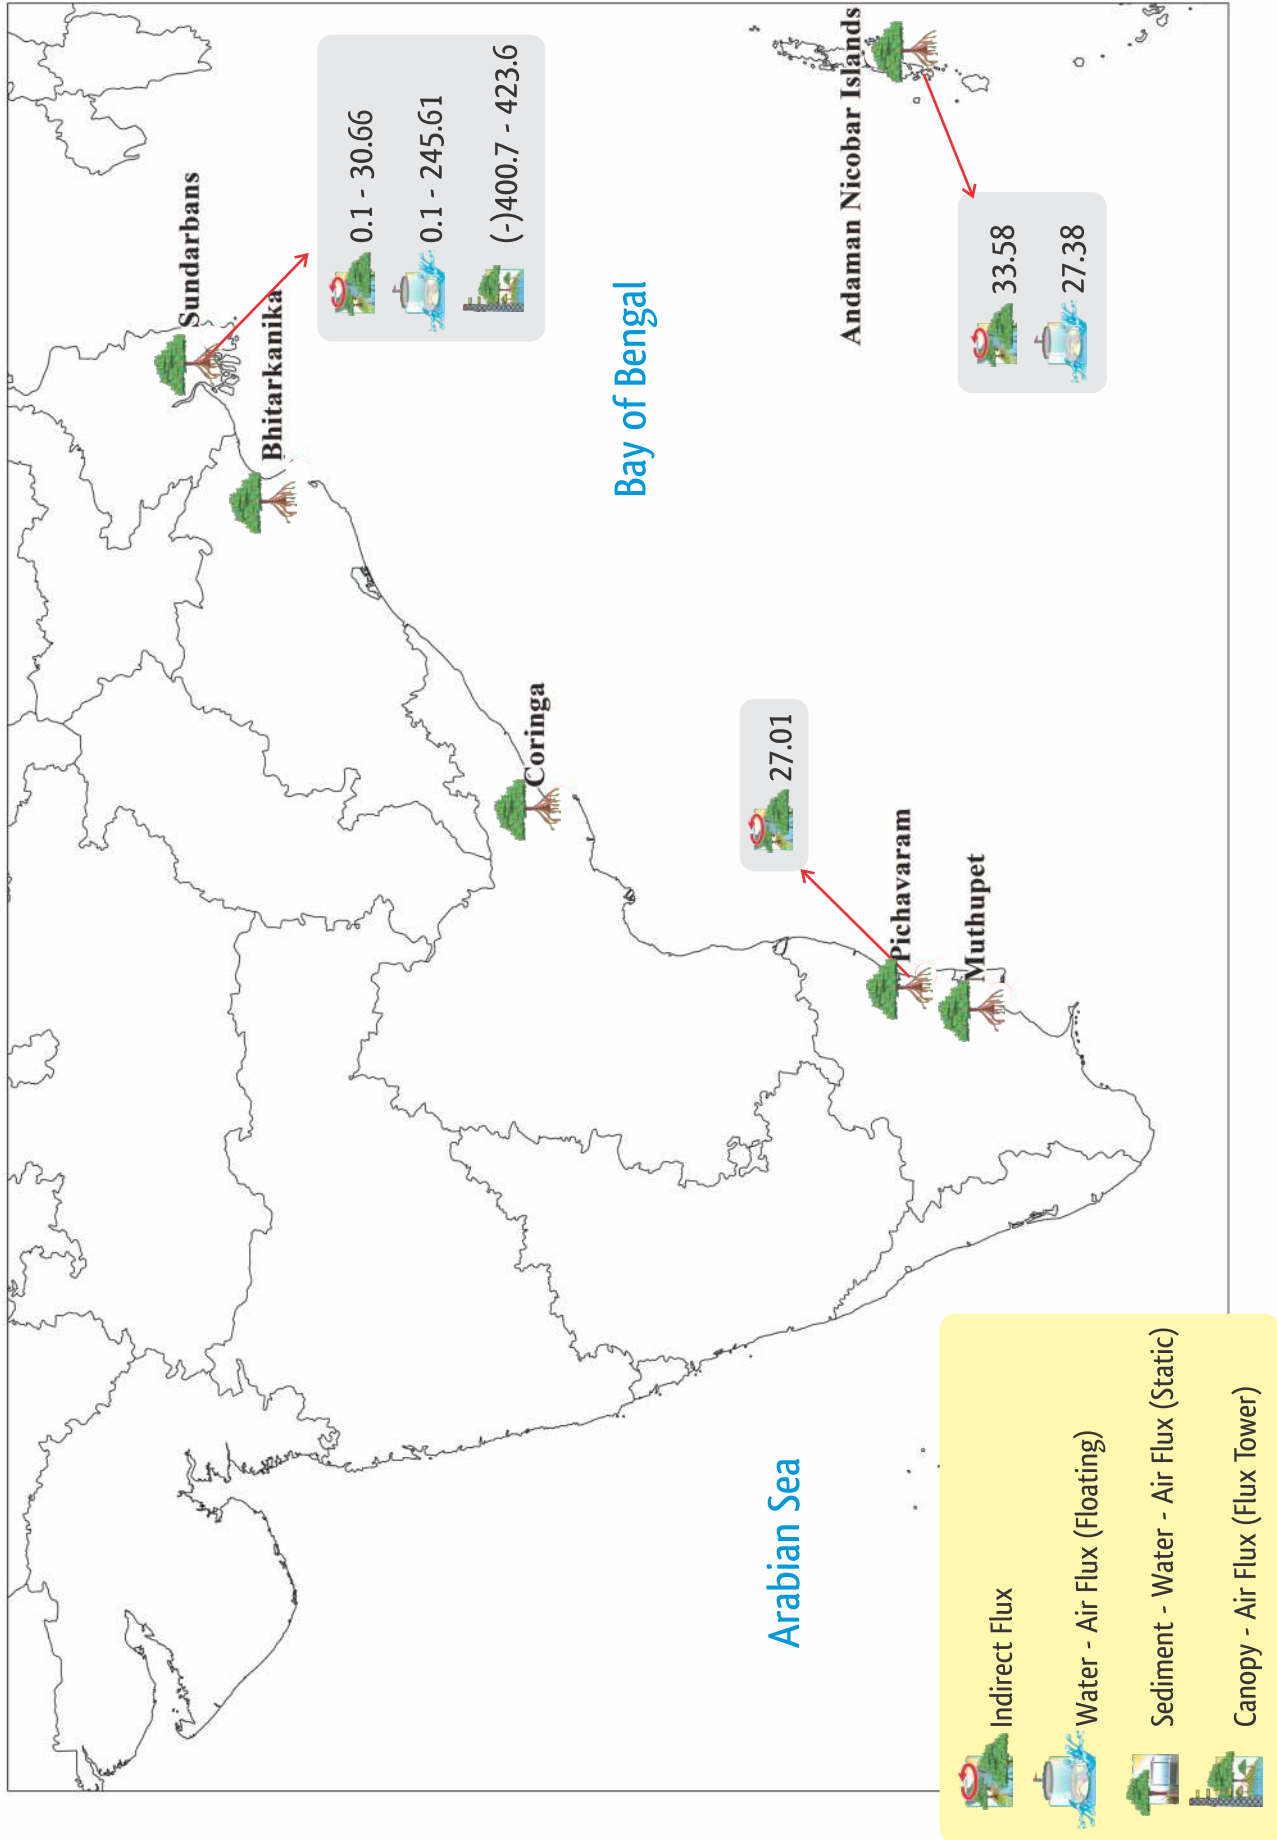 Sundarbans
0.1 - 30.66
0.1 - 245.61
(-)400.7 - 423.6
Bhitarkanika
Bay of Bengal
Andaman Nicobar Islands
33.58
27.38
Coringa
27.01
Pichavaram
Muthupet
Arabian Sea
Indirect Flux
Water - Air Flux (Floating)
Sediment - Water - Air Flux (Static)
Canopy - Air Flux (Flux Tower)